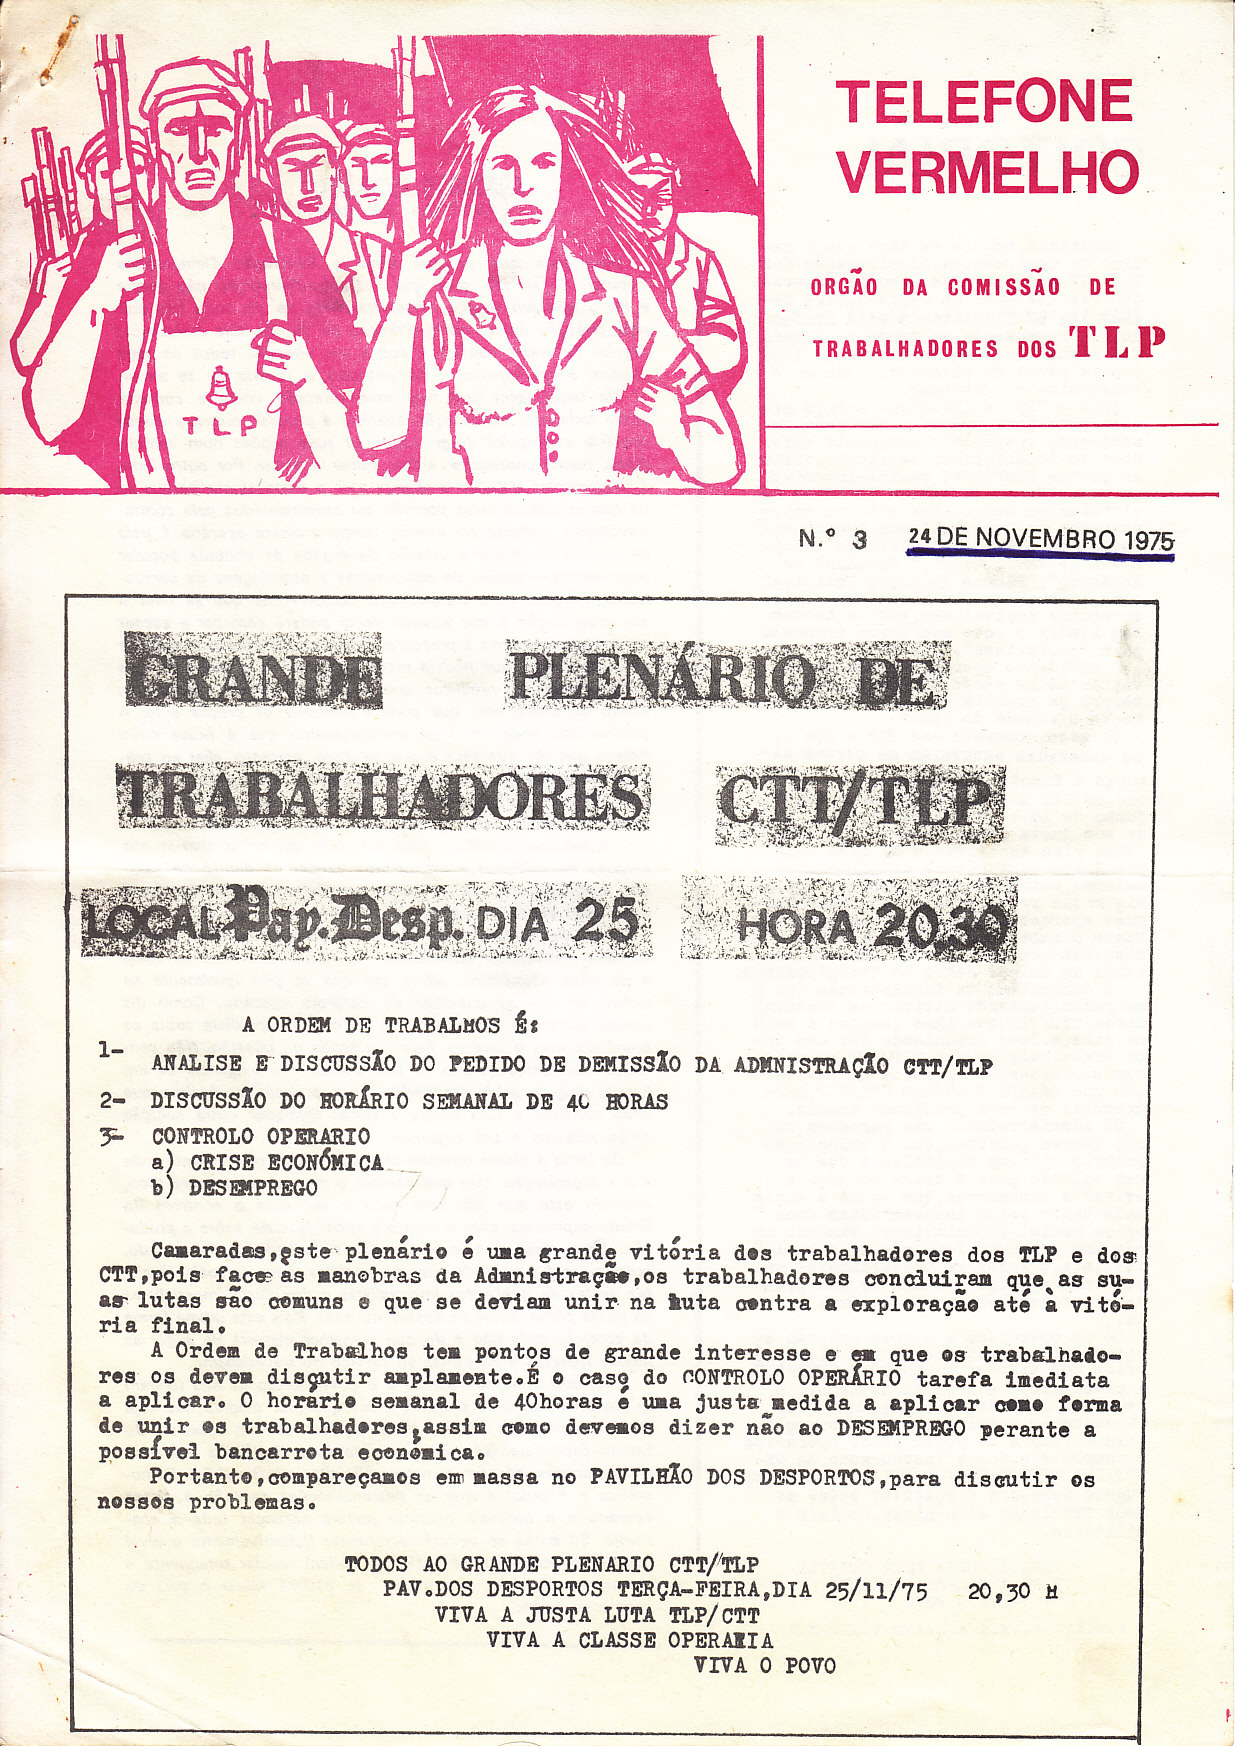 TELEFONE
VERMELHO
ORGÃO DA COMISSÃO DE
TRABALHADORES DOS TLP
TLP
N.º 3 24 DE NOVEMBRO 1975
GRANDE PLENÁRIO DE
TRABALHADORES CTT/TLP
LOCAL Pav. Desp. DIA 25 HORA 20,30
A ORDEM DE TRABALHOS É:
1- ANALISE E DISCUSSÃO DO PEDIDO DE DEMISSÃO DA ADMNISTRAÇÃO CTT/TLP
2- DISCUSSÃO DO HORÁRIO SEMANAL DE 40 HORAS
3- CONTROLO OPERARIO
a) CRISE ECONÓMICA
b) DESEMPREGO
Camaradas,este plenário é uma grande vitória dos trabalhadores dos TLP e dos
CTT,pois face as manobras da Admnistração,os trabalhadores concluiram que as su-
as lutas são comuns e que se deviam unir na luta contra a exploração até à vitó-
ria final.
A Ordem de Trabalhos tem pontos de grande interesse e em que os trabalhado-
res os devem discutir amplamente.É o caso do CONTROLO OPERÁRIO tarefa imediata
a aplicar. O horário semanal de 40horas é uma justa medida a aplicar como forma
de unir os trabalhadores,assim como devemos dizer não ao DESEMPREGO perante a
possível bancarrota económica.
Portanto,compareçamos em massa no PAVILHÃO DOS DESPORTOS,para discutir os
nossos problemas.
TODOS AO GRANDE PLENARIO CTT/TLP
PAV.DOS DESPORTOS TERÇA-FEIRA,DIA 25/11/75 20,30 H
VIVA A JUSTA LUTA TLP/CTT
VIVA A CLASSE OPERARIA
VIVA O POVO